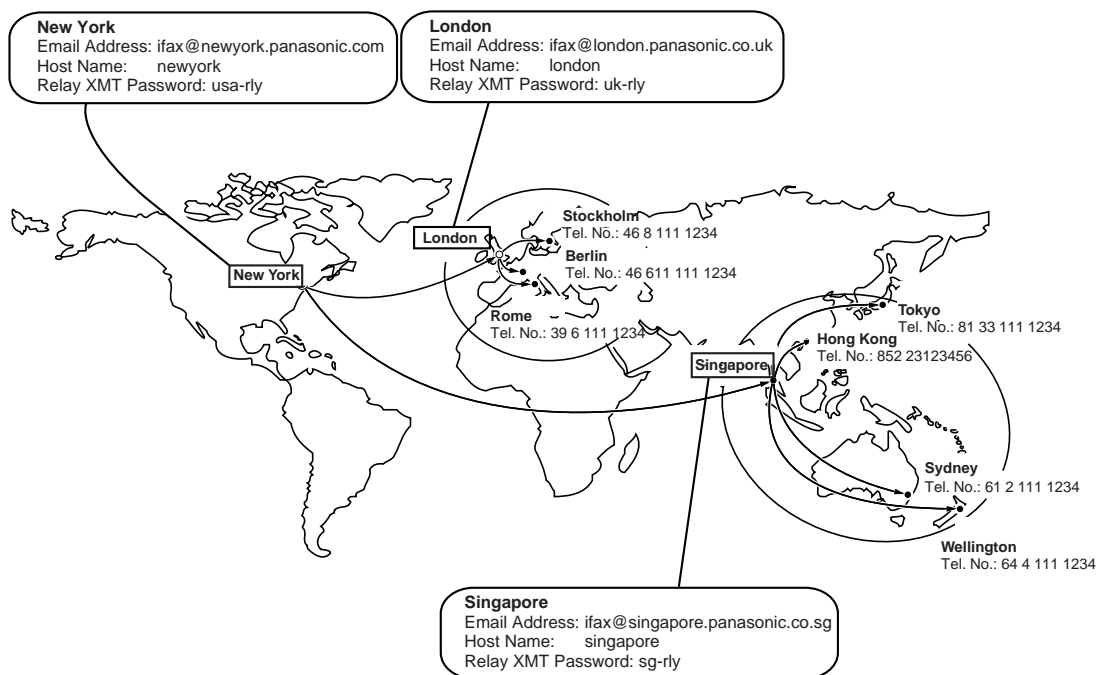 New York
Email Address: ifax@newyork.panasonic.com
Host Name: newyork
Relay XMT Password: usa-rly
London
Email Address: ifax@london.panasonic.co.uk
Host Name: london
Relay XMT Password: uk-rly
Stockholm
Tel. No.: 46 8 111 1234
London
Berlin
Tel. No.: 46 611 111 1234
New York
Rome
Tel. No.: 39 6 111 1234
Tokyo
Tel. No.: 81 33 111 1234
Hong Kong
Tel. No.: 852 23123456
Singapore
Sydney
Tel. No.: 61 2 111 1234
Wellington
Tel. No.: 64 4 111 1234
Singapore
Email Address: ifax@singapore.panasonic.co.sg
Host Name: singapore
Relay XMT Password: sg-rly